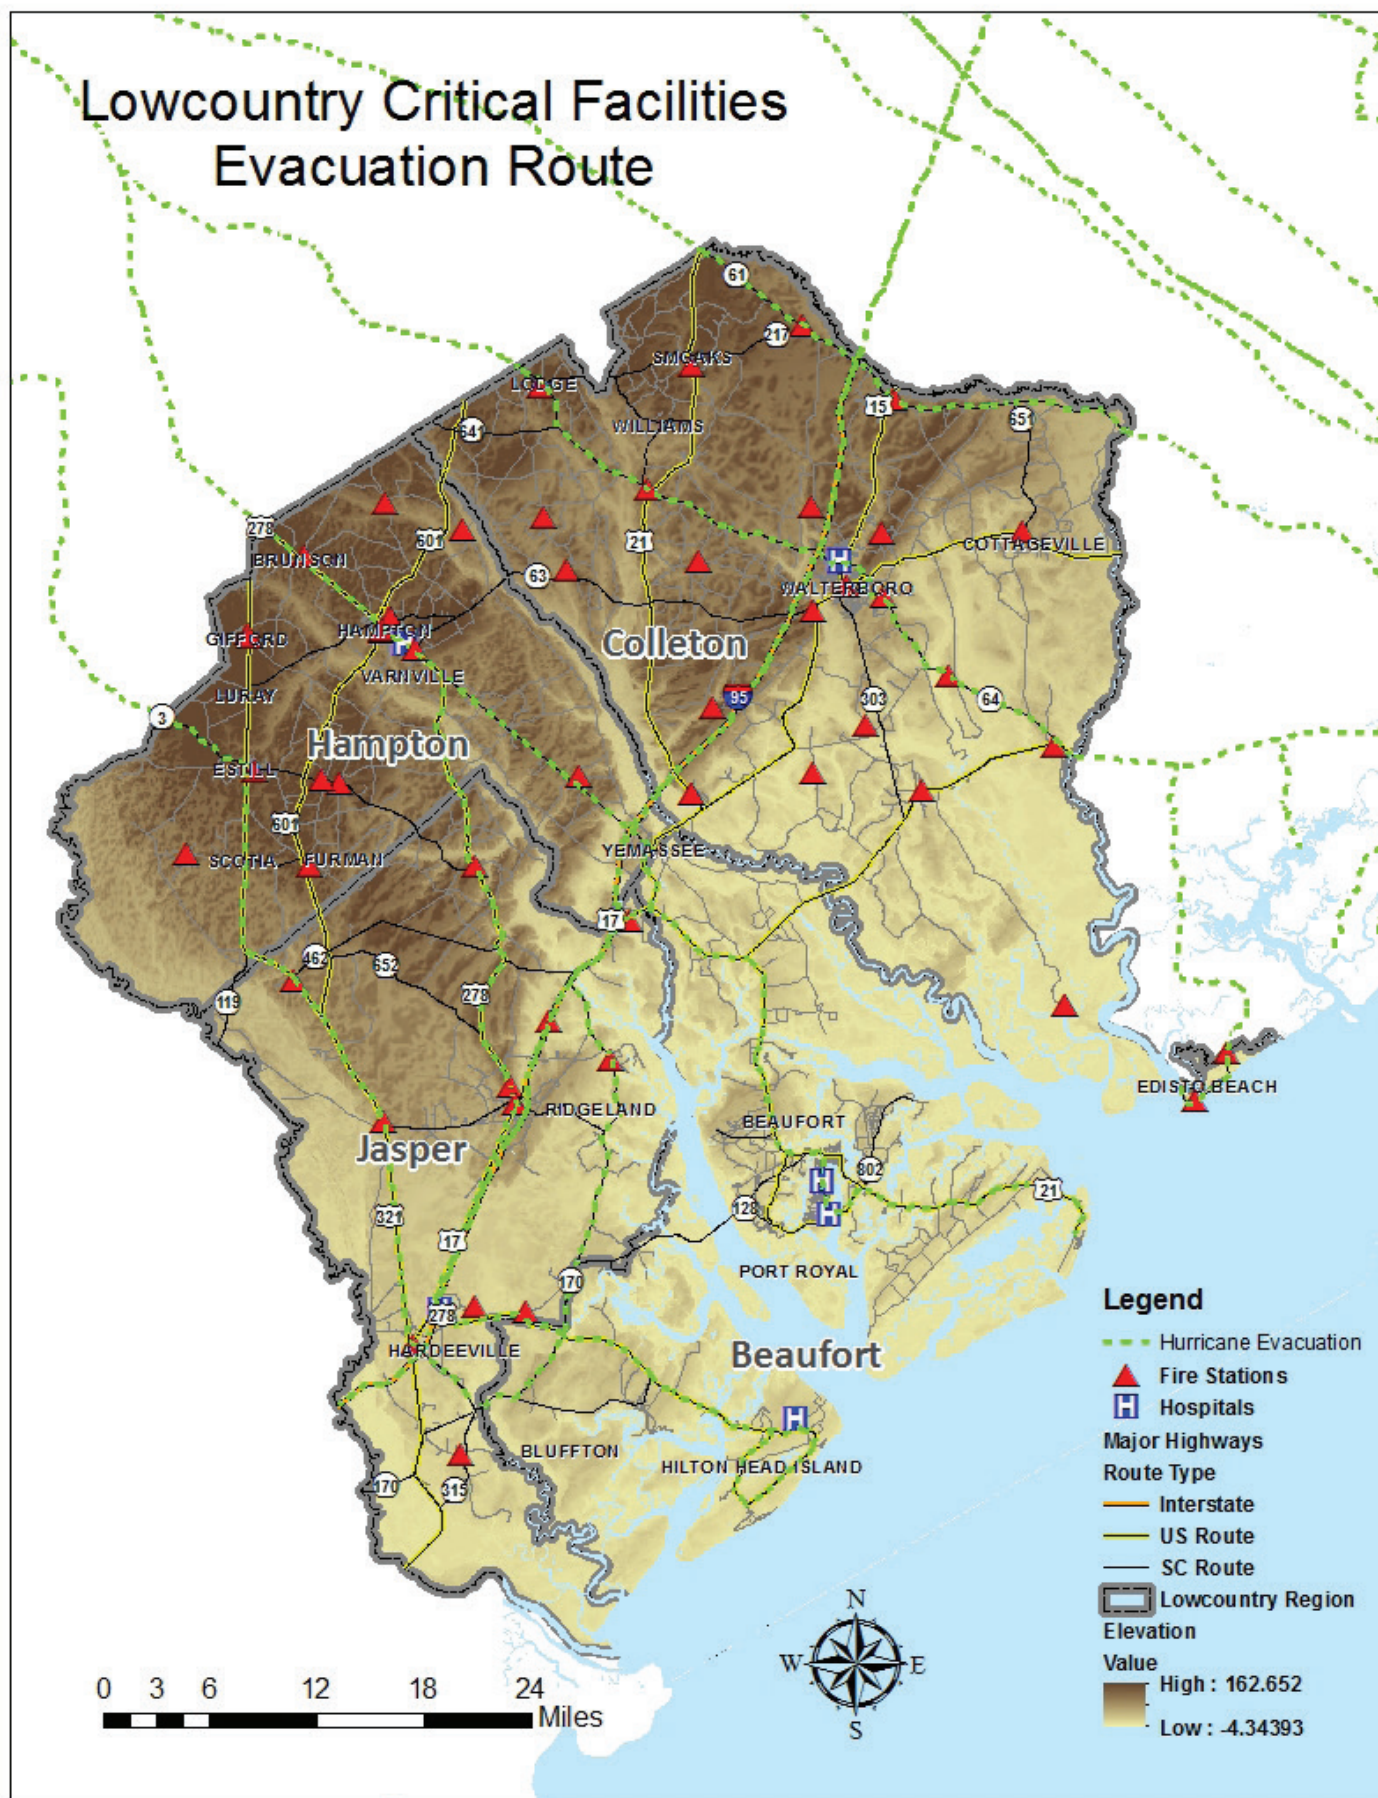 Lowcountry Critical Facilities
Evacuation Route
61
217
SMOAKS
LODGE
15
651
WILLIAMS
641
278
601
21
COTTAGEVILLE
BRUNSON
H
63
WALTERBORO
GIFFORD
HAMPTON
H
Colleton
VARNVILLE
LURAY
95
303
64
3
Hampton
ESTILL
601
SCOTIA
FURMAN
YEMASSEE
17
462
652
278
119
EDISTO BEACH
RIDGELAND
BEAUFORT
Jasper
802
H
21
321
128
H
17
PORT ROYAL
170
278
HARDEEVILLE
Beaufort
H
BLUFFTON
HILTON HEAD ISLAND
170
315
Legend
Hurricane Evacuation
Fire Stations
H Hospitals
Major Highways
Route Type
Interstate
US Route
SC Route
Lowcountry Region
Elevation
Value
High : 162.652
Low : -4.34393
N
W E
S
0 3 6 12 18 24
Miles